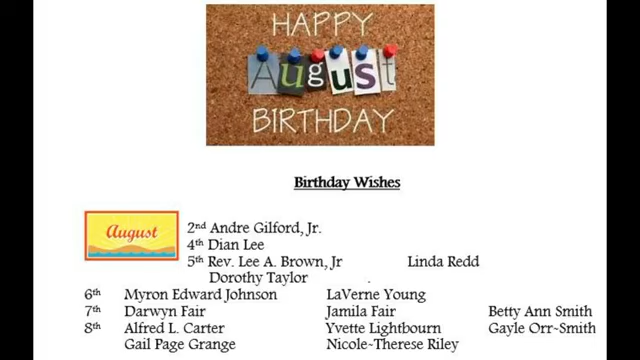 HAPPY
August
BIRTHDAY
Birthday Wishes
August
2nd Andre Gilford, Jr.
4th Dian Lee
5th Rev. Lee A. Brown, Jr Linda Redd
Dorothy Taylor .
6th Myron Edward Johnson LaVerne Young
7th Darwyn Fair Jamila Fair Betty Ann Smith
8th Alfred L. Carter Yvette Lightbourn Gayle Orr~Smith
Gail Page Grange Nicole~Therese Riley